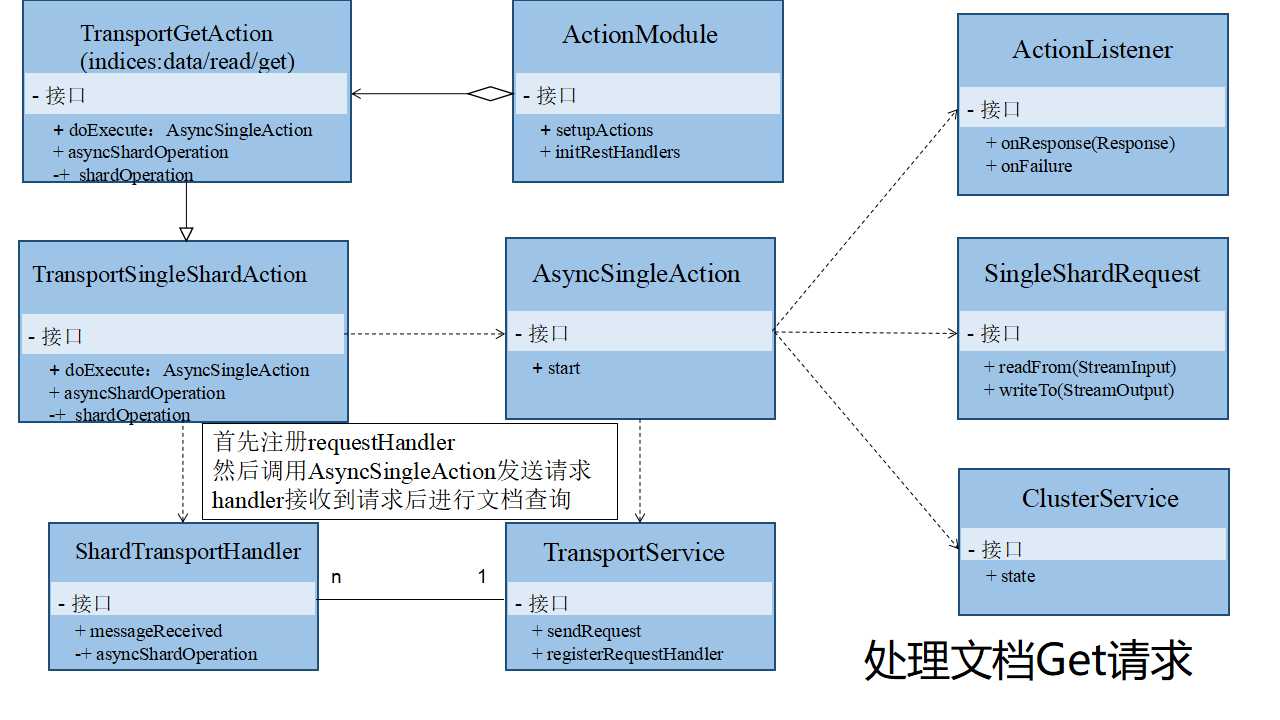 TransportGetAction
(indices:data/read/get)
- 接口
+ doExecute：AsyncSingleAction
+ asyncShardOperation
-+ shardOperation
ActionModule
- 接口
+ setupActions
+ initRestHandlers
ActionListener
- 接口
+ onResponse(Response)
+ onFailure
TransportSingleShardAction
- 接口
+ doExecute：AsyncSingleAction
+ asyncShardOperation
-+ shardOperation
AsyncSingleAction
- 接口
+ start
SingleShardRequest
- 接口
+ readFrom(StreamInput)
+ writeTo(StreamOutput)
首先注册requestHandler
然后调用AsyncSingleAction发送请求
handler接收到请求后进行文档查询
ShardTransportHandler
- 接口
+ messageReceived
-+ asyncShardOperation
n
1
TransportService
- 接口
+ sendRequest
+ registerRequestHandler
ClusterService
- 接口
+ state
处理文档Get请求